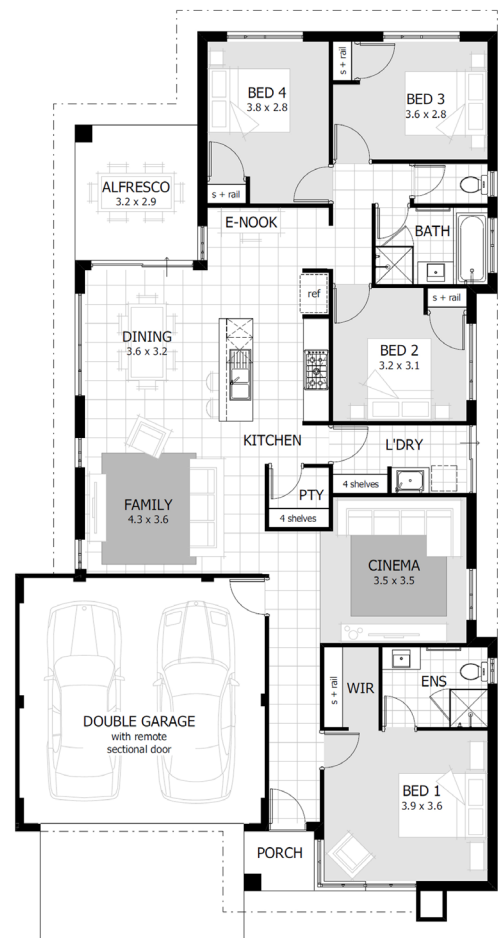 s + rail
BED 4
3.8 x 2.8
BED 3
3.6 x 2.8
ALFRESCO
3.2 x 2.9
s + rail
E-NOOK
BATH
ref
s + rail
DINING
3.6 x 3.2
BED 2
3.2 x 3.1
KITCHEN
L'DRY
4 shelves
PTY
4 shelves
FAMILY
4.3 x 3.6
CINEMA
3.5 x 3.5
s + rail
WIR
ENS
DOUBLE GARAGE
with remote
sectional door
BED 1
3.9 x 3.6
PORCH